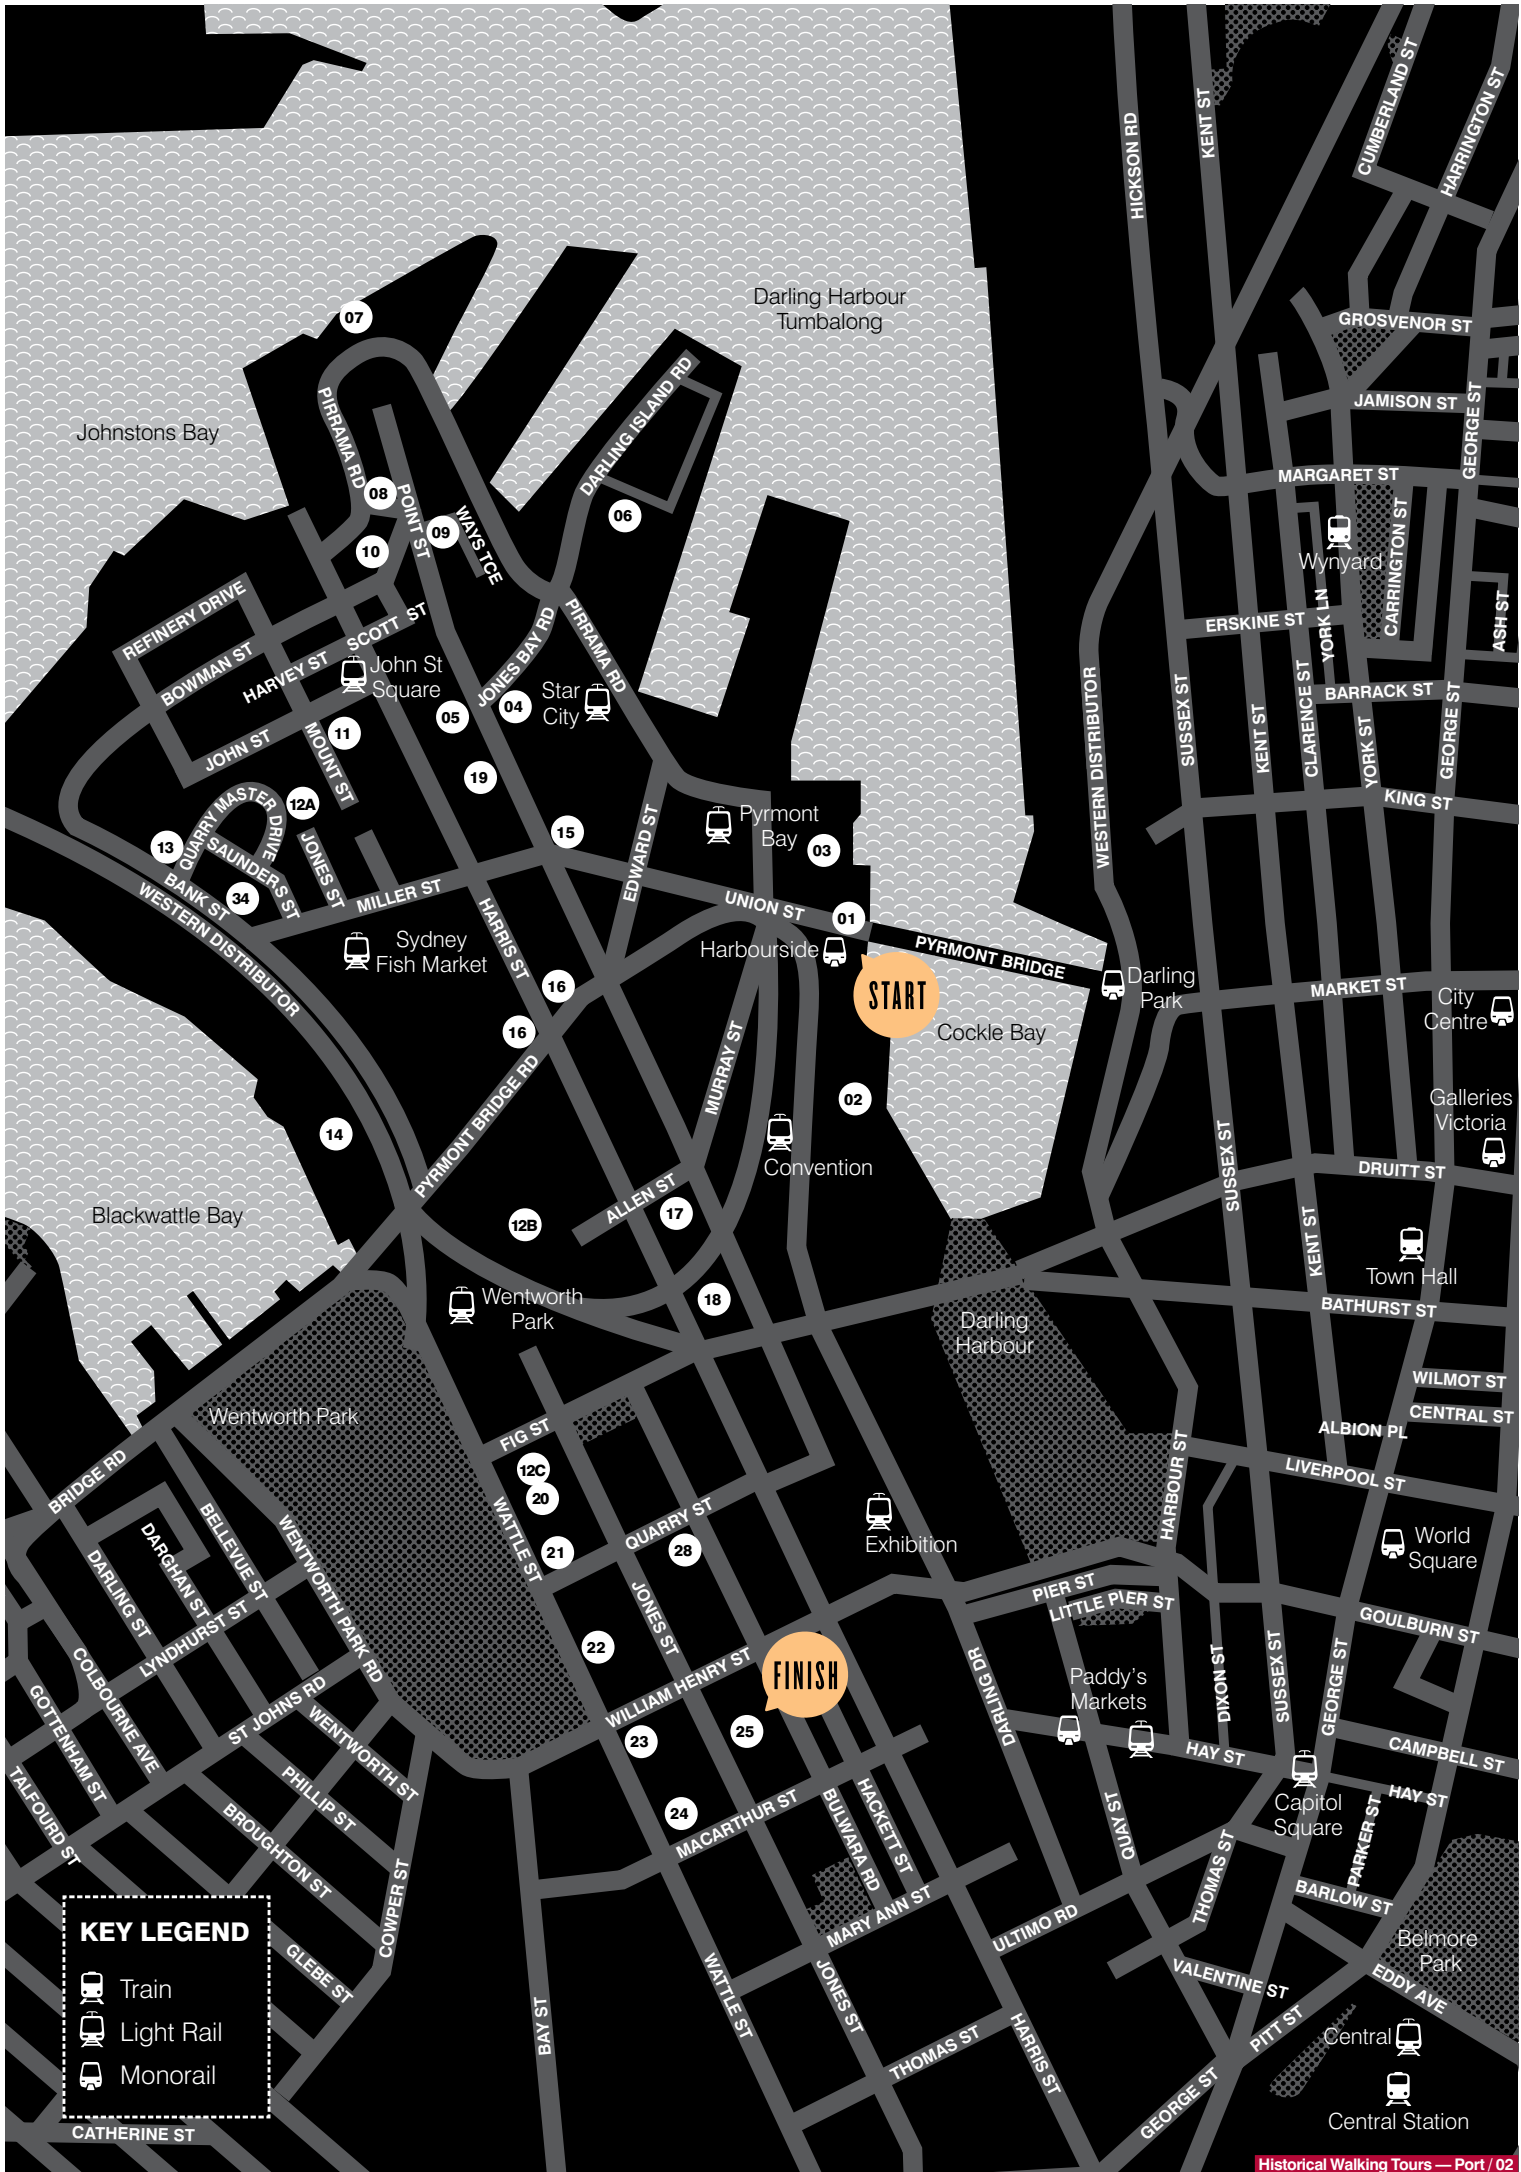 CUMBERLAND ST
HARRINGTON ST
KENT ST
HICKSON RD
Darling Harbour
Tumbalong
07
GROSVENOR ST
Johnstons Bay
PIRRAMA RD
DARLING ISLAND RD
JAMISON ST
GEORGE ST
MARGARET ST
08
POINT ST
09
WAYS TCE
06
10
Wynyard
CARRINGTON ST
REFINERY DRIVE
BOWMAN ST
HARVEY ST
SCOTT ST
JONES BAY RD
PIRRAMA RD
ERSKINE ST
YORK LN
ASH ST
John St
Square
Star
City
04
05
BARRACK ST
WESTERN DISTRIBUTOR
SUSSEX ST
KENT ST
CLARENCE ST
YORK ST
GEORGE ST
JOHN ST
MOUNT ST
11
19
KING ST
QUARRY MASTER DRIVE
12A
13
SAUNDERS ST
JONES ST
34
BANK ST
WESTERN DISTRIBUTOR
MILLER ST
15
EDWARD ST
Pyrmont
Bay
03
UNION ST
01
PYRMONT BRIDGE
HARRIS ST
Sydney
Fish Market
Harbourside
START
Darling
Park
MARKET ST
City
Centre
16
16
Cockle Bay
PYRMONT BRIDGE RD
MURRAY ST
02
Galleries
Victoria
14
Convention
SUSSEX ST
DRUITT ST
Blackwattle Bay
12B
ALLEN ST
17
KENT ST
Town Hall
Wentworth
Park
18
Darling
Harbour
BATHURST ST
WILMOT ST
CENTRAL ST
ALBION PL
Wentworth Park
FIG ST
12C
20
LIVERPOOL ST
HARBOUR ST
BRIDGE RD
BELLEVUE ST
DARGHAN ST
DARLING ST
WENTWORTH PARK RD
WATTLE ST
QUARRY ST
21
28
Exhibition
World
Square
JONES ST
PIER ST
LITTLE PIER ST
GOULBURN ST
LYNDHURST ST
COLBOURNE AVE
GOTTENHAM ST
TALFOURD ST
ST JOHNS RD
22
WILLIAM HENRY ST
FINISH
23
25
DARLING DR
Paddy's
Markets
DIXON ST
SUSSEX ST
GEORGE ST
HAY ST
CAMPBELL ST
WENTWORTH ST
PHILLIP ST
BROUGHTON ST
24
MACARTHUR ST
BULWARA RD
HACKETT ST
QUAY ST
Capitol
Square
HAY ST
PARKER ST
THOMAS ST
BARLOW ST
COWPER ST
GLEBE ST
MARY ANN ST
ULTIMO RD
Belmore
Park
KEY LEGEND
Train
Light Rail
Monorail
BAY ST
WATTLE ST
JONES ST
THOMAS ST
HARRIS ST
VALENTINE ST
EDDY AVE
PITT ST
GEORGE ST
Central
Central Station
CATHERINE ST
Historical Walking Tours — Port / 02